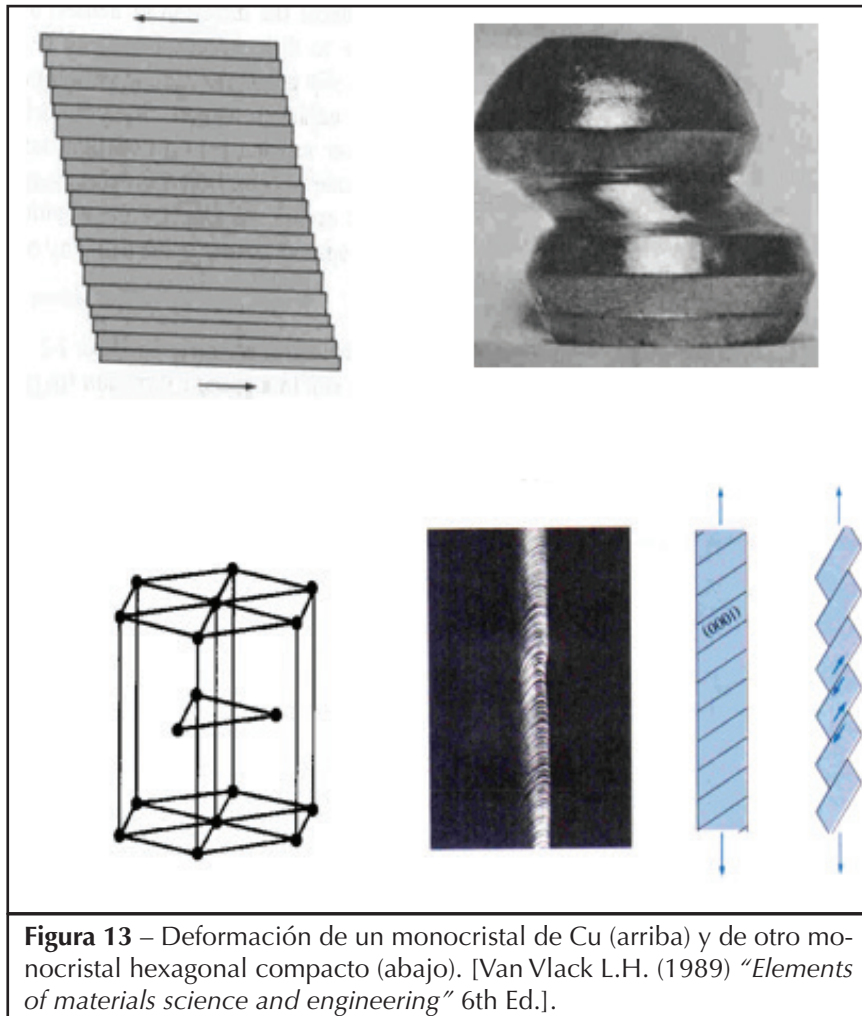 (0001)
Figura 13 – Deformación de un monocristal de Cu (arriba) y de otro mo-
nocristal hexagonal compacto (abajo). [Van Vlack L.H. (1989) “Elements
of materials science and engineering” 6th Ed.].